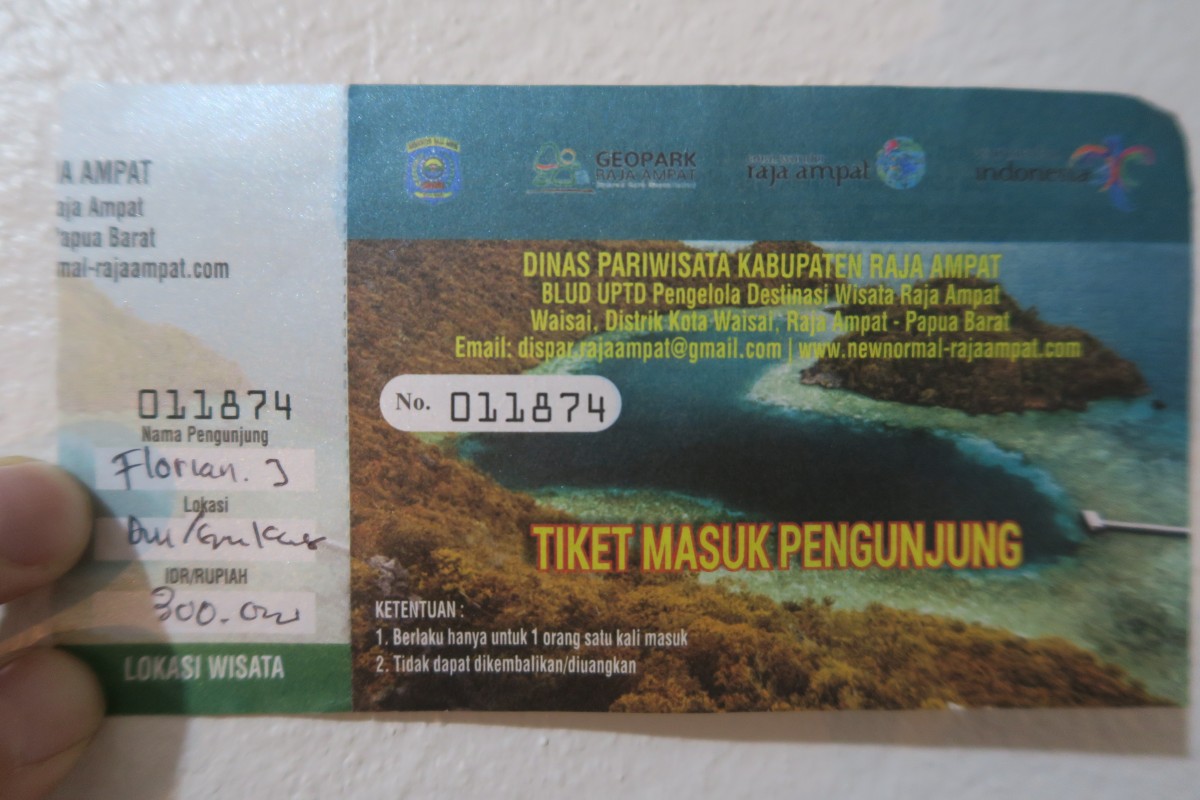 IA AMPAT
aja Ampat
Papua Barat
mal-rajaampat.com
011874
Nama Pengunjung
Florian. J
Lokasi
IDR/RUPIAH
300.000
LOKASI WISATA
GEOPARK
RAJA AMPAT
raja ampat
indonesia
DINAS PARIWISATA KABUPATEN RAJA AMPAT
BLUD UPTD Pengelola Destinasi Wisata Raja Ampat
Waisai, Distrik Kota Waisai, Raja Ampat - Papua Barat
Email: dispar.rajaampat@gmail.com | www.newnormal-rajaampat.com
No. 011874
TIKET MASUK PENGUNJUNG
KETENTUAN :
1. Berlaku hanya untuk 1 orang satu kali masuk
2. Tidak dapat dikembalikan/diuangkan